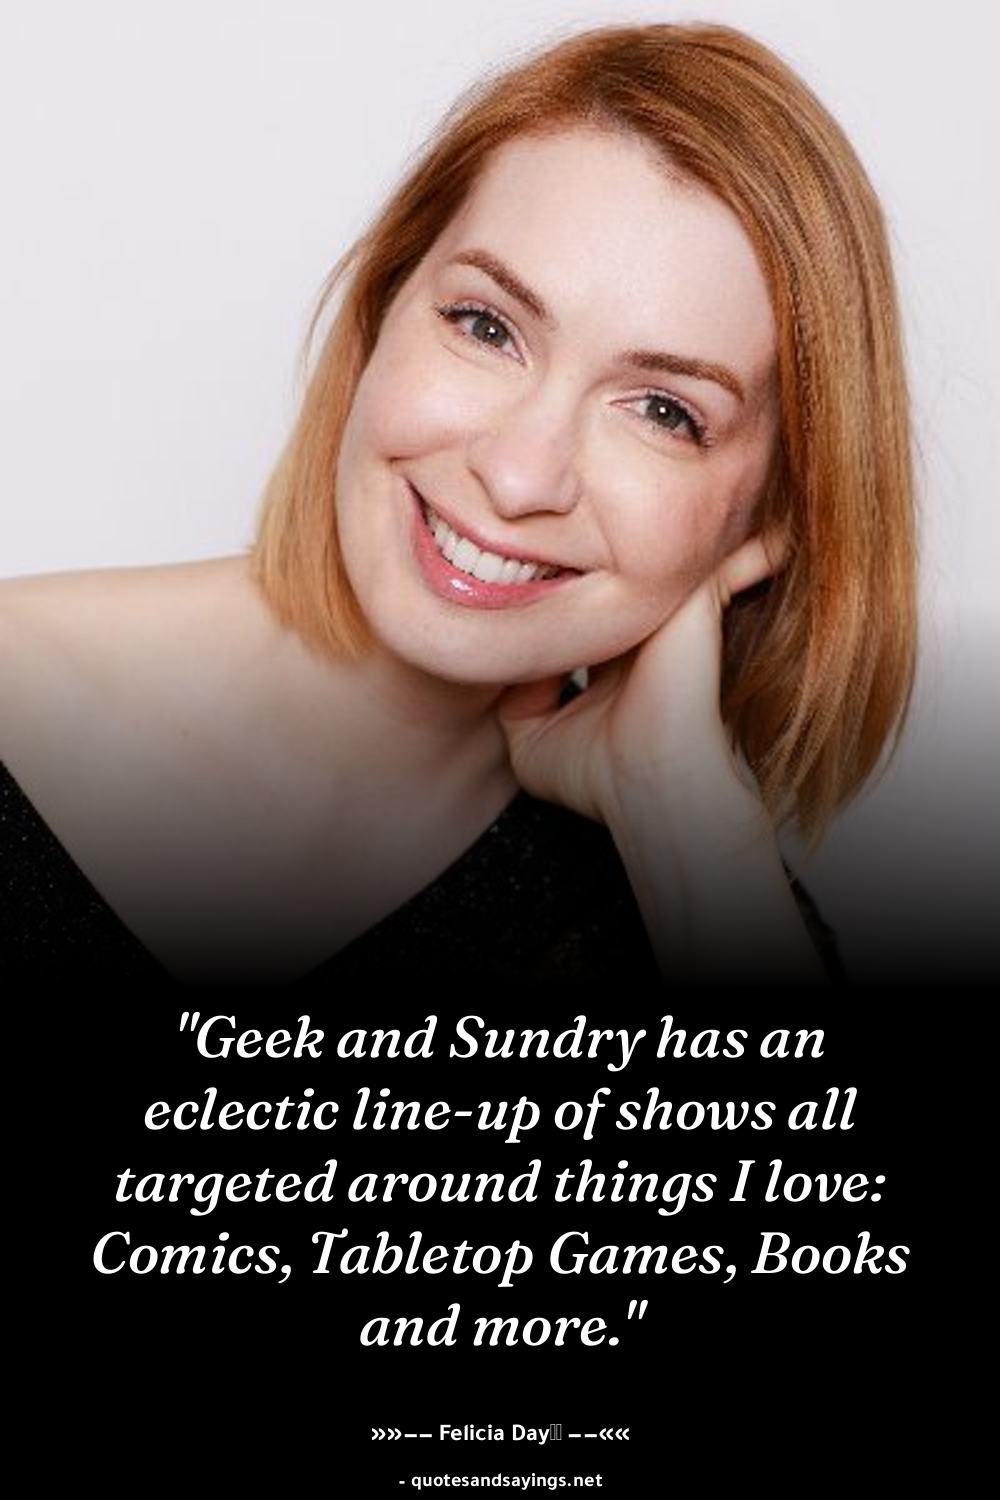 "Geek and Sundry has an
eclectic line-up of shows all
targeted around things I love:
Comics, Tabletop Games, Books
and more."
»»−− Felicia Day▯▯ −−««
- quotesandsayings.net